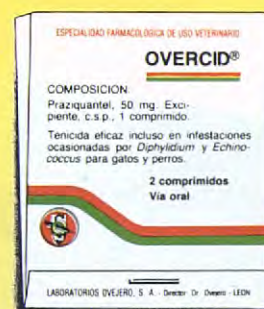 ESPECIALIDAD FARMACOLOGICA DE USO VETERINARIO
OVERCID®
COMPOSICION
Praziquantel, 50 mg. Exci-
piente, c.s.p., 1 comprimido.
Tenicida eficaz incluso en infestaciones
ocasionadas por Diphylidium y Echino-
coccus para gatos y perros.
2 comprimidos
Vía oral
LABORATORIOS OVEJERO, S. A. - Director: Dr. Ovejero - LEON